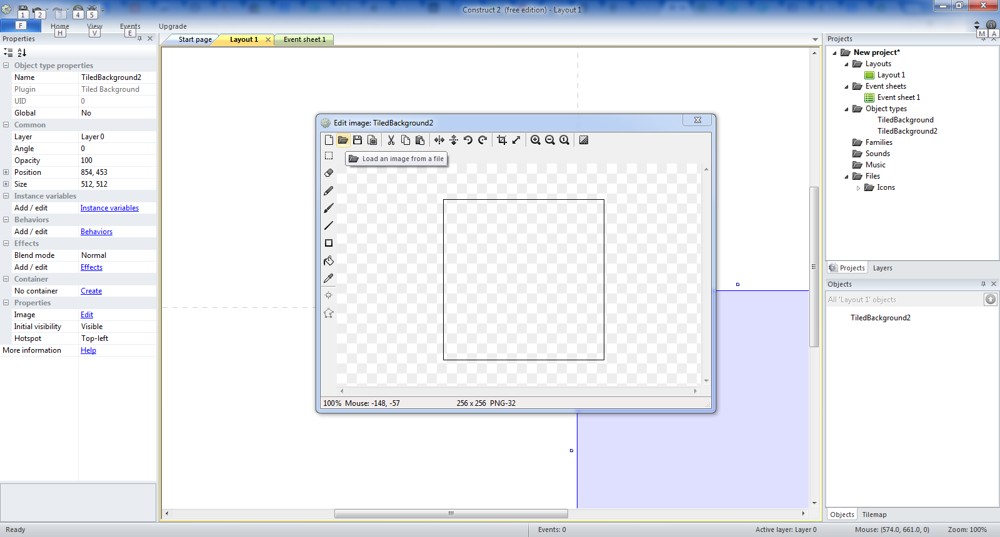 Construct 2  (free edition) - Layout 1
1 2 3 4 5
F
Home View Events Upgrade
H V E M A
Properties
Start page Layout 1 Event sheet 1
Projects
Object type properties
Name TiledBackground2
Plugin Tiled Background
UID 0
Global No
Common
Layer Layer 0
Angle 0
Opacity 100
Position 854, 453
Size 512, 512
Instance variables
Add / edit Instance variables
Behaviors
Add / edit Behaviors
Effects
Blend mode Normal
Add / edit Effects
Container
No container Create
Properties
Image Edit
Initial visibility Visible
Hotspot Top-left
More information Help
Edit image: TiledBackground2
Load an image from a file
100% Mouse: -148, -57 256 x 256 PNG-32
New project*
Layouts
Layout 1
Event sheets
Event sheet 1
Object types
TiledBackground
TiledBackground2
Families
Sounds
Music
Files
Icons
Projects Layers
Objects
All 'Layout 1' objects
TiledBackground2
Objects Tilemap
Ready Events: 0 Active layer: Layer 0 Mouse: (574.0, 661.0, 0) Zoom: 100%